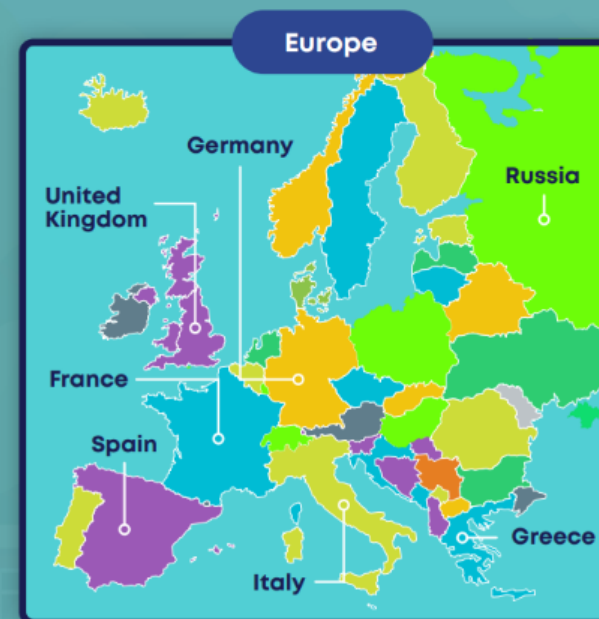 Europe
Germany
Russia
United
Kingdom
France
Spain
Greece
Italy